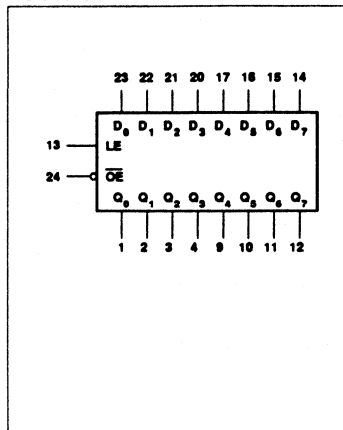 23 22 21 20 17 16 15 14
D₀ D₁ D₂ D₃ D₄ D₅ D₆ D₇
13 LE
24 O̅E̅
Q₀ Q₁ Q₂ Q₃ Q₄ Q₅ Q₆ Q₇
1 2 3 4 9 10 11 12